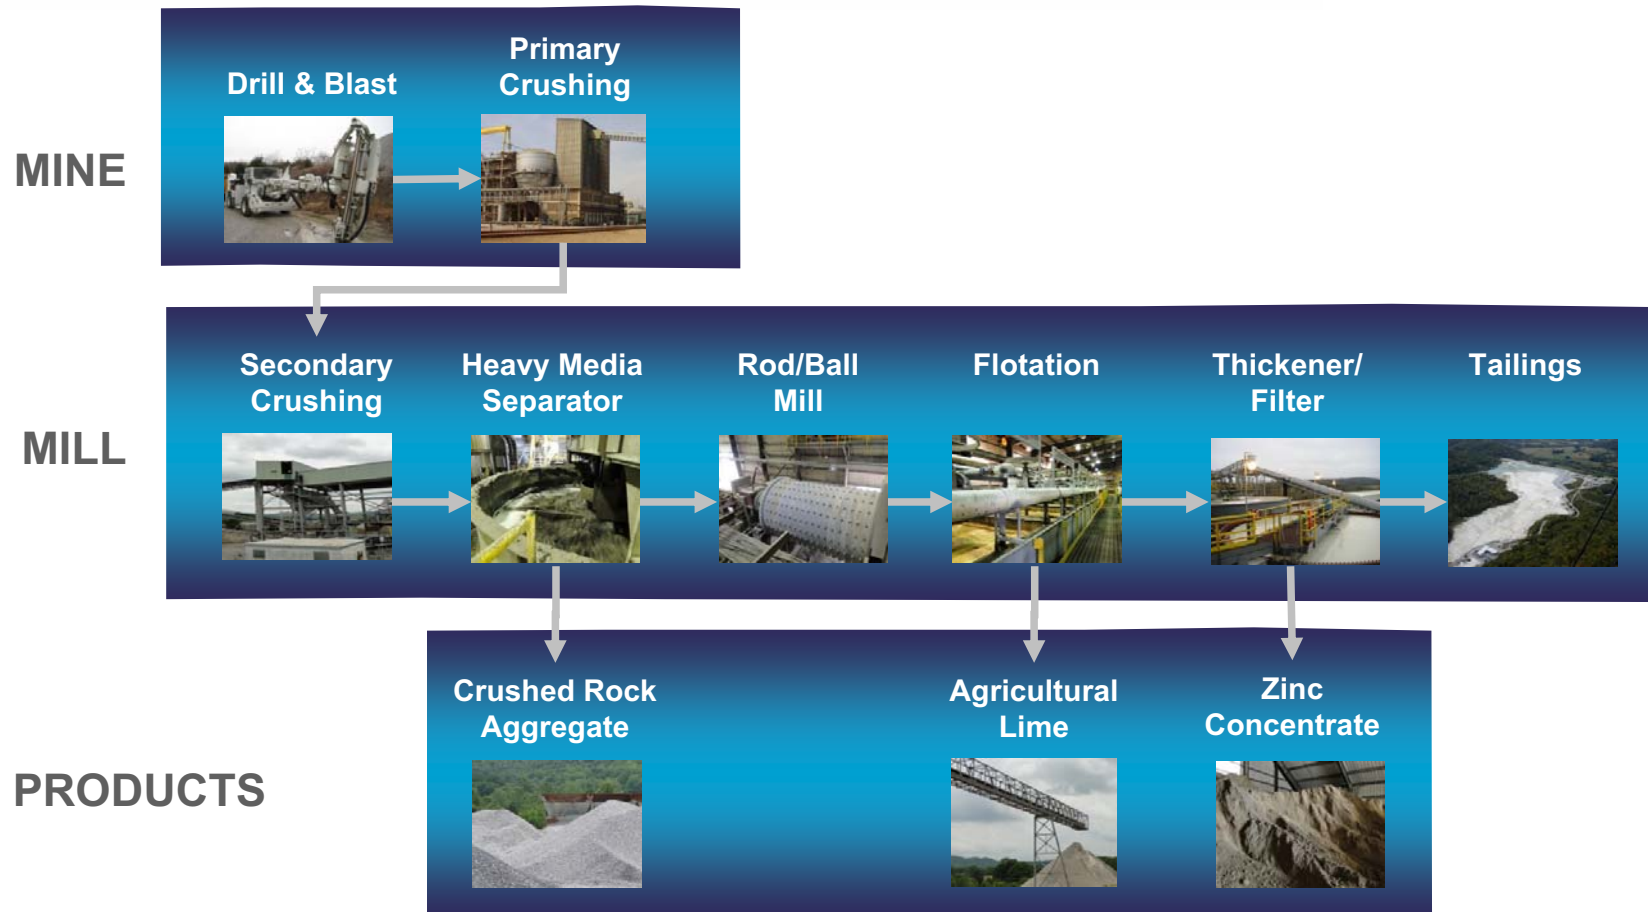 MINE
Drill & Blast
Primary
Crushing
MILL
Secondary
Crushing
Heavy Media
Separator
Rod/Ball
Mill
Flotation
Thickener/
Filter
Tailings
PRODUCTS
Crushed Rock
Aggregate
Agricultural
Lime
Zinc
Concentrate